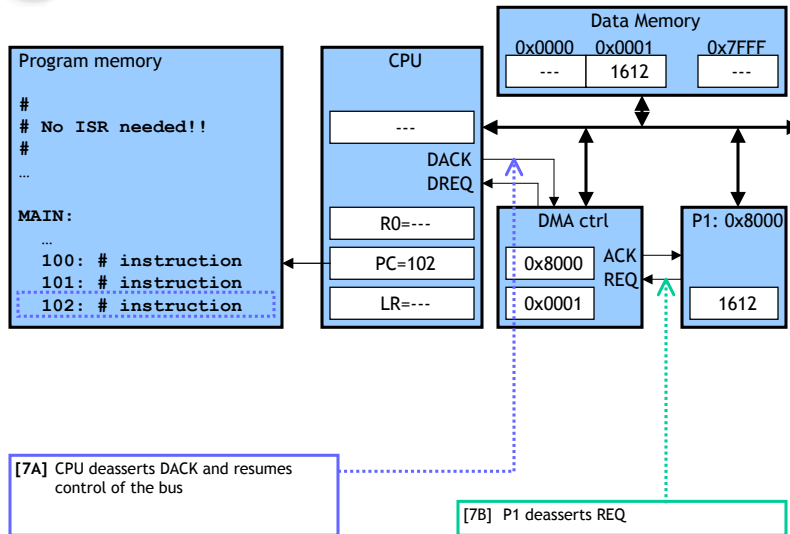 Data Memory
0x0000 0x0001 0x7FFF
--- 1612 ---
Program memory
#
# No ISR needed!!
#
…
MAIN:
…
100: # instruction
101: # instruction
102: # instruction
CPU
---
DACK
DREQ
R0=---
PC=102
LR=---
DMA ctrl
0x8000
0x0001
ACK
REQ
P1: 0x8000
1612
[7A] CPU deasserts DACK and resumes
control of the bus
[7B] P1 deasserts REQ